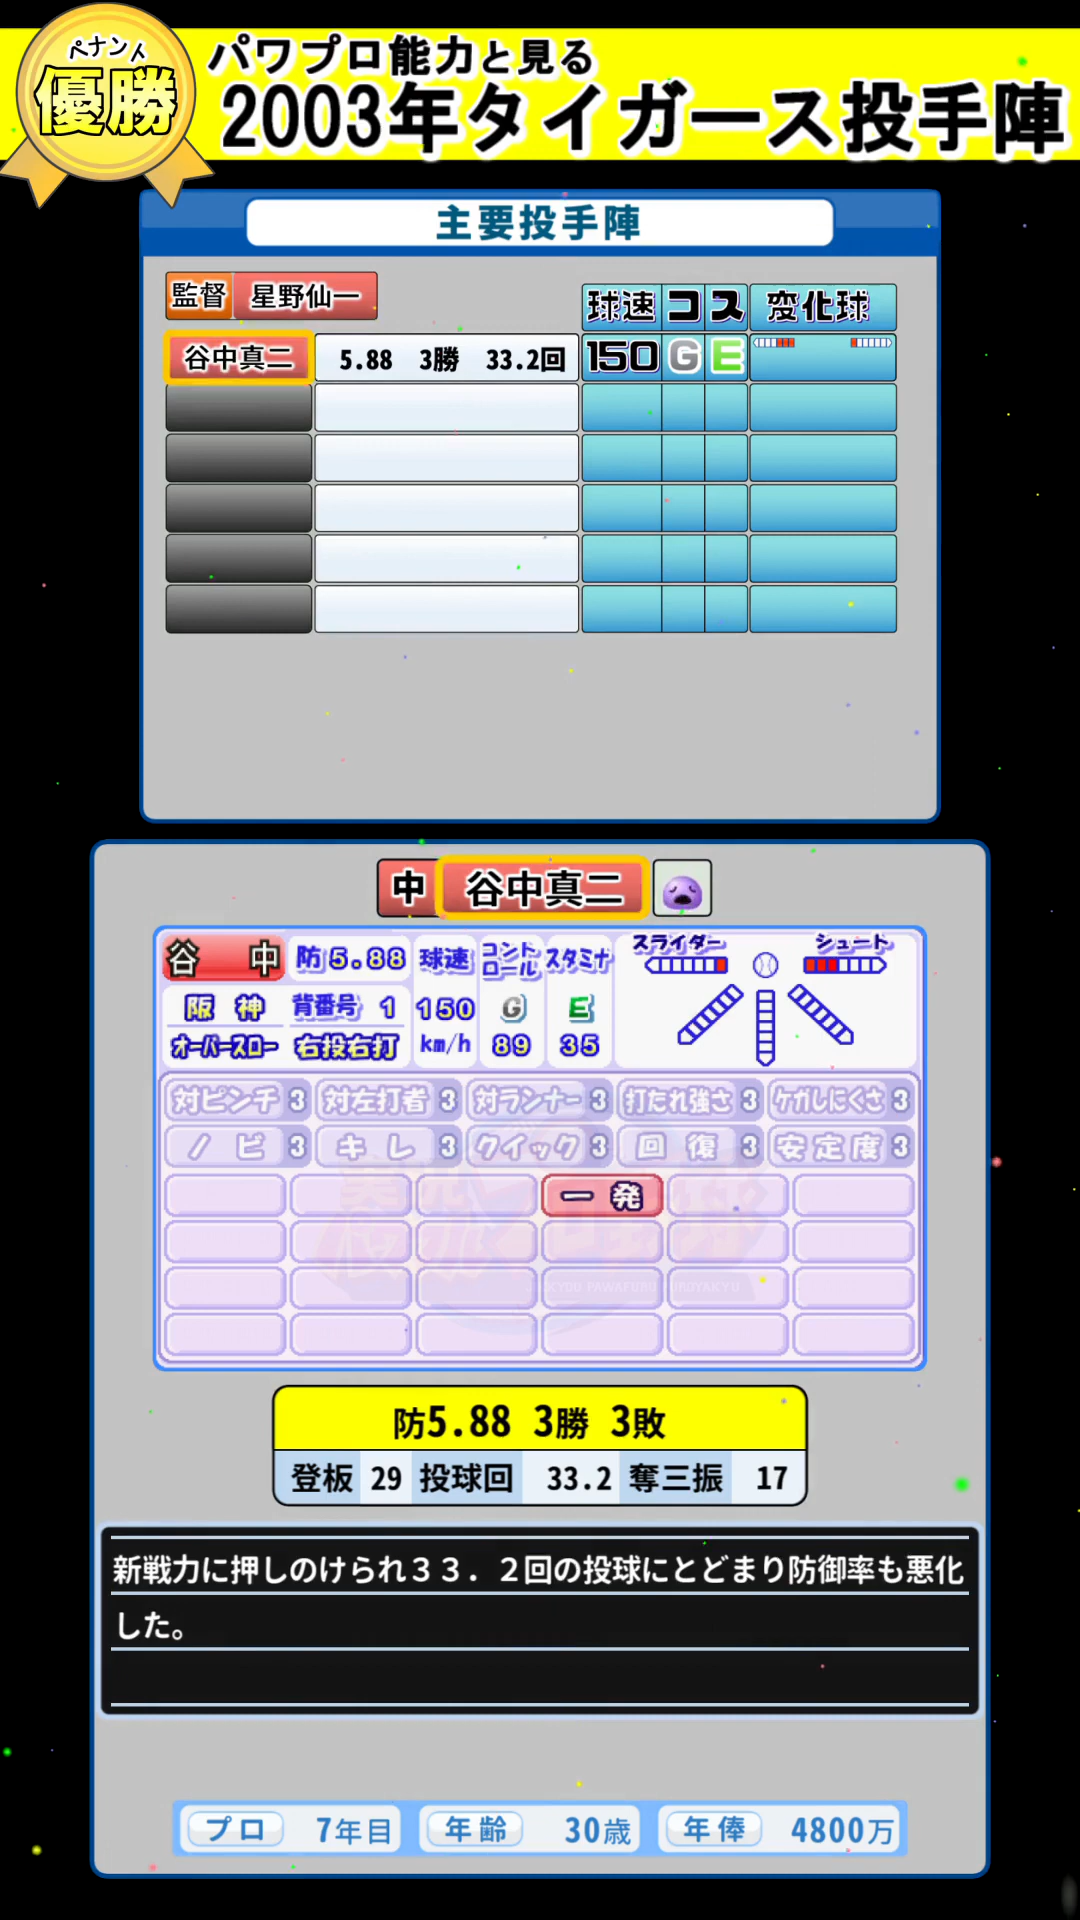 ペナント
優勝
パワプロ能力と見る
2003年タイガース投手陣
主要投手陣
監督 星野仙一
球速 コ ス 変化球
谷中真二 5.88 3勝 33.2回 150 G E
中 谷中真二
谷中 防5.88 球速 コントロール スタミナ スライダー シュート
阪神 背番号 1 150 G E
オーバースロー 右投右打 km/h 89 35
対ピンチ 3 対左打者 3 対ランナー 3 打たれ強さ 3 ケガしにくさ 3
ノビ 3 キレ 3 クイック 3 回復 3 安定度 3
一発
防5.88 3勝 3敗
登板 29 投球回 33.2 奪三振 17
新戦力に押しのけられ33．2回の投球にとどまり防御率も悪化
した。
プロ 7年目 年齢 30歳 年俸 4800万